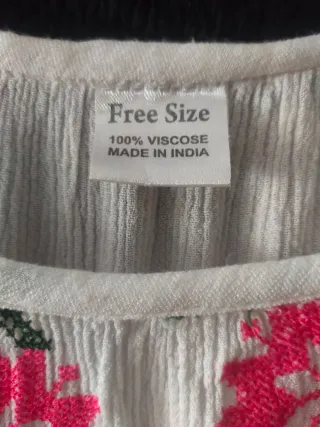 Free Size
100% VISCOSE
MADE IN INDIA